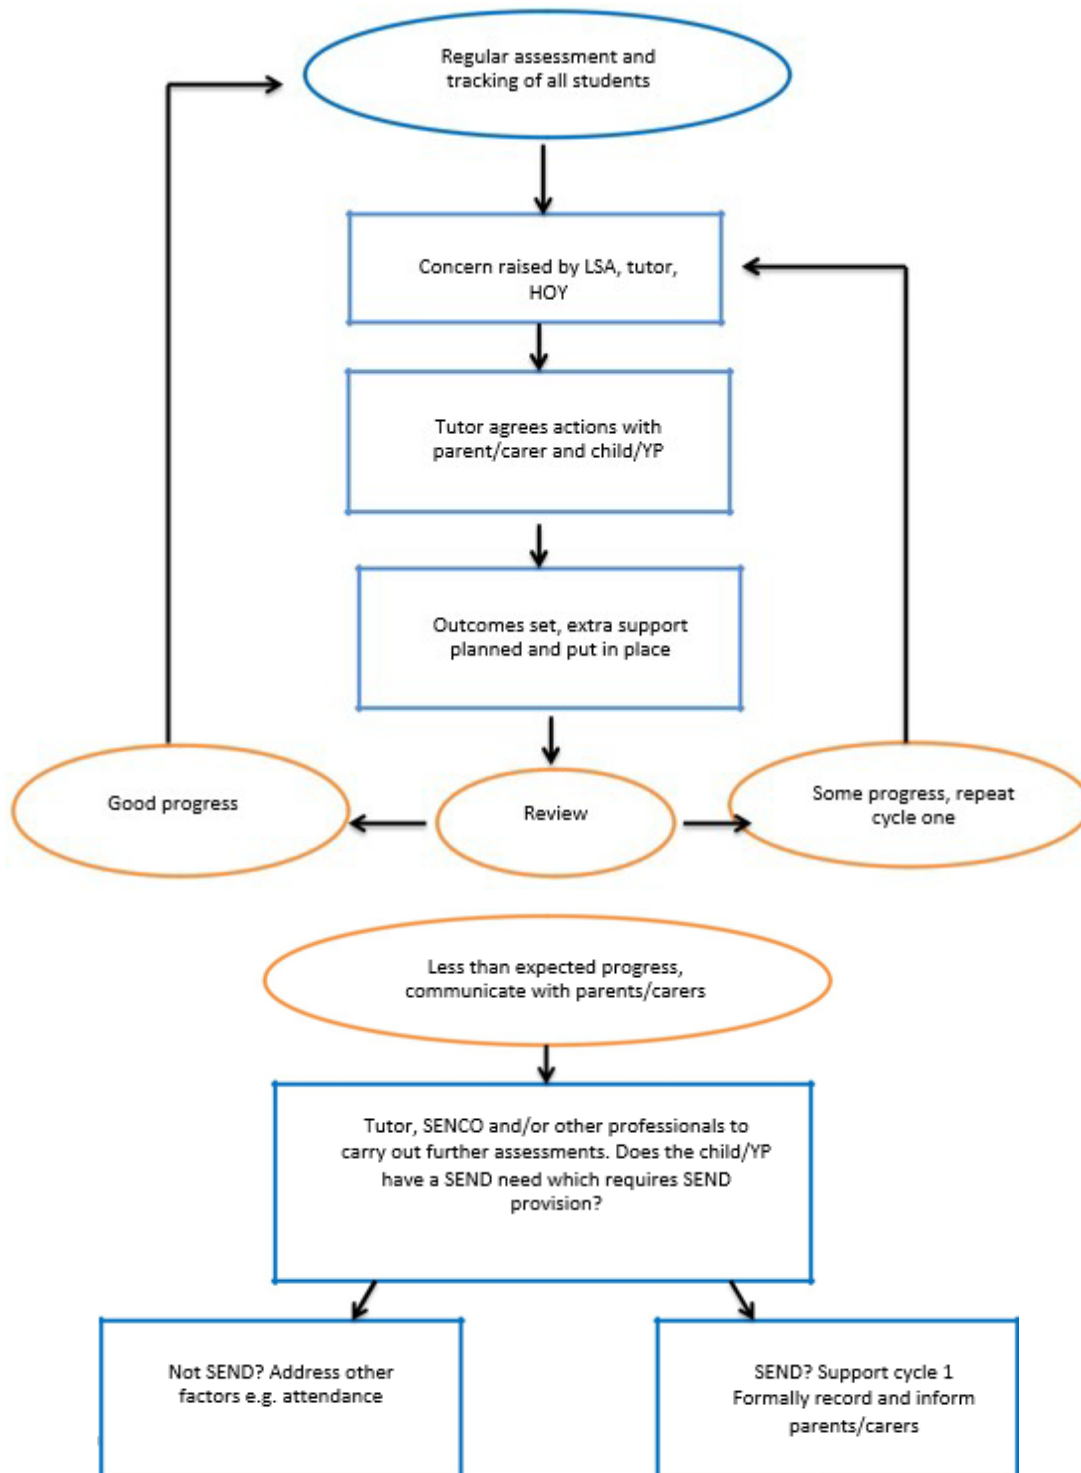 Regular assessment and
tracking of all students
Concern raised by LSA, tutor,
HOY
Tutor agrees actions with
parent/carer and child/YP
Outcomes set, extra support
planned and put in place
Good progress
Review
Some progress, repeat
cycle one
Less than expected progress,
communicate with parents/carers
Tutor, SENCO and/or other professionals to
carry out further assessments. Does the child/YP
have a SEND need which requires SEND
provision?
Not SEND? Address other
factors e.g. attendance
SEND? Support cycle 1
Formally record and inform
parents/carers